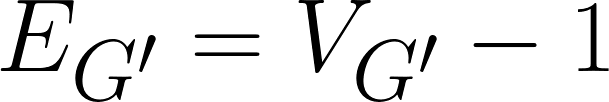 $E_{G'} = V_{G'} - 1$